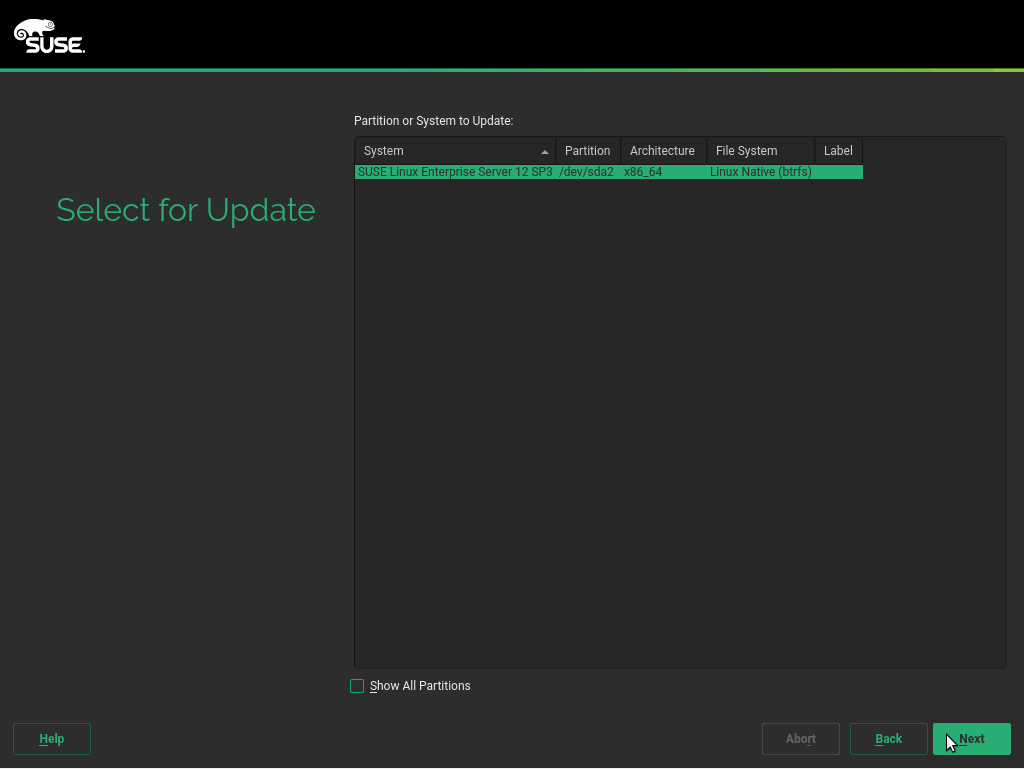 SUSE.
Partition or System to Update:
System Partition Architecture File System Label
SUSE Linux Enterprise Server 12 SP3 /dev/sda2 x86_64 Linux Native (btrfs)
Select for Update
Show All Partitions
Help Abort Back Next